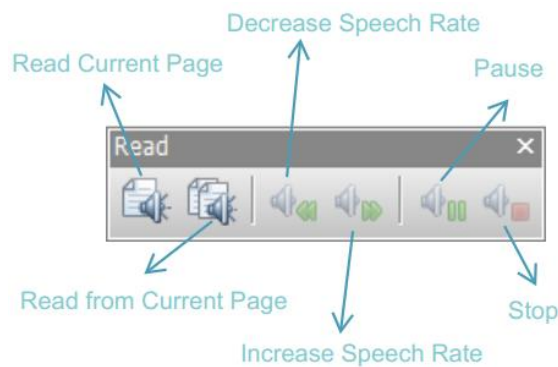 Decrease Speech Rate
Read Current Page
Pause
Read
Read from Current Page
Stop
Increase Speech Rate